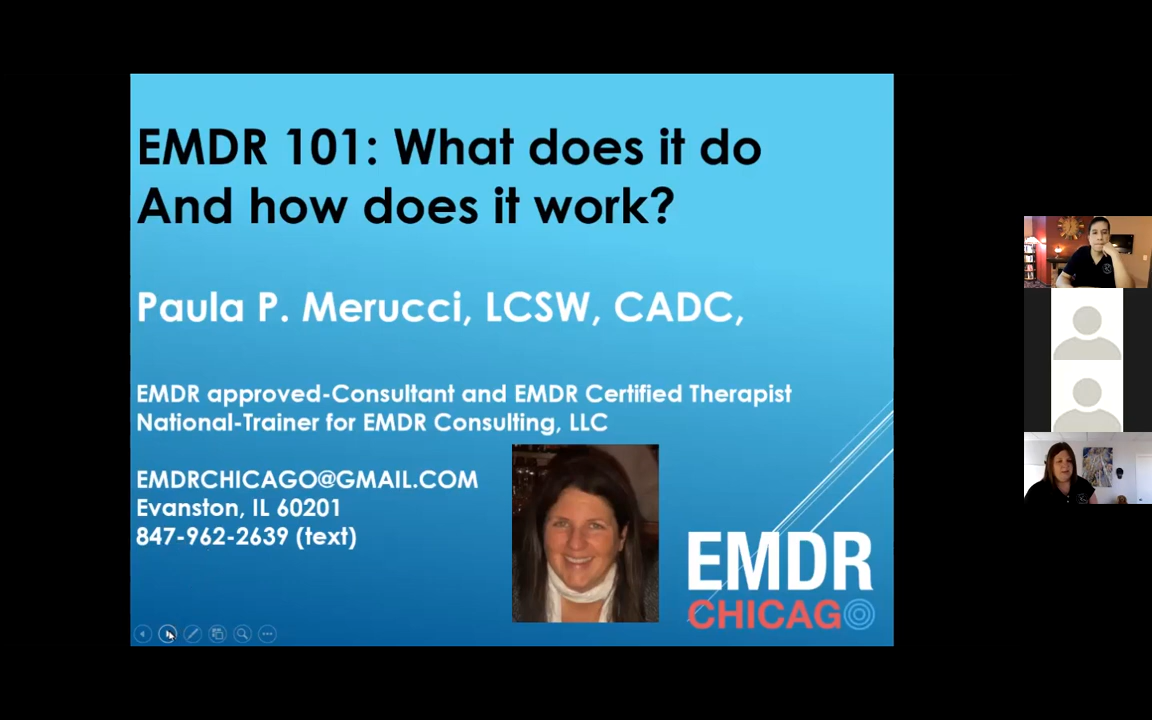 EMDR 101: What does it do
And how does it work?
Paula P. Merucci, LCSW, CADC,
EMDR approved-Consultant and EMDR Certified Therapist
National-Trainer for EMDR Consulting, LLC
EMDRCHICAGO@GMAIL.COM
Evanston, IL 60201
847-962-2639 (text)
EMDR
CHICAGO